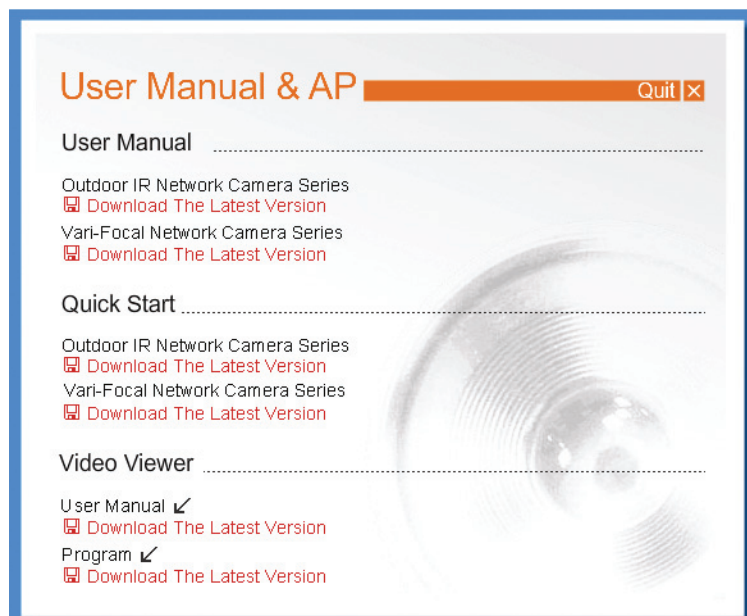 User Manual & AP
Quit
User Manual
Outdoor IR Network Camera Series
Download The Latest Version
Vari-Focal Network Camera Series
Download The Latest Version
Quick Start
Outdoor IR Network Camera Series
Download The Latest Version
Vari-Focal Network Camera Series
Download The Latest Version
Video Viewer
User Manual
Download The Latest Version
Program
Download The Latest Version